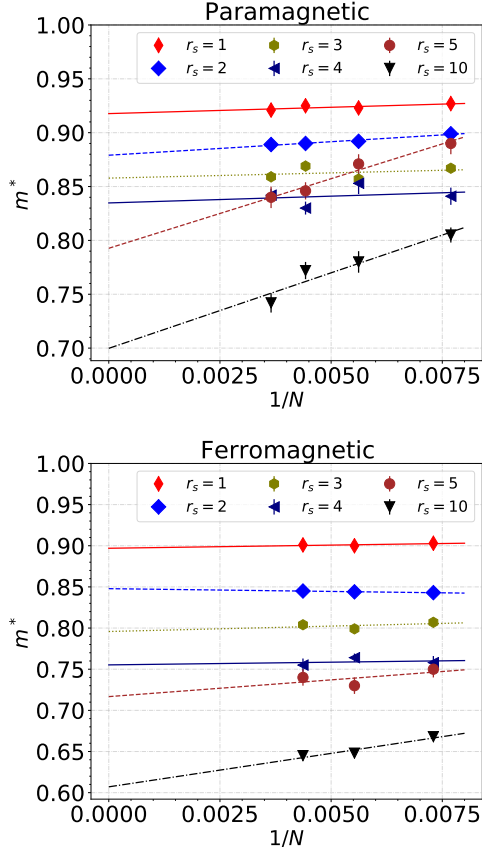 Paramagnetic
r_s = 1 r_s = 3 r_s = 5
r_s = 2 r_s = 4 r_s = 10
1.00
0.95
0.90
0.85
0.80
0.75
0.70
m*
0.0000 0.0025 0.0050 0.0075
1/N
Ferromagnetic
r_s = 1 r_s = 3 r_s = 5
r_s = 2 r_s = 4 r_s = 10
1.00
0.95
0.90
0.85
0.80
0.75
0.70
0.65
0.60
m*
0.0000 0.0025 0.0050 0.0075
1/N